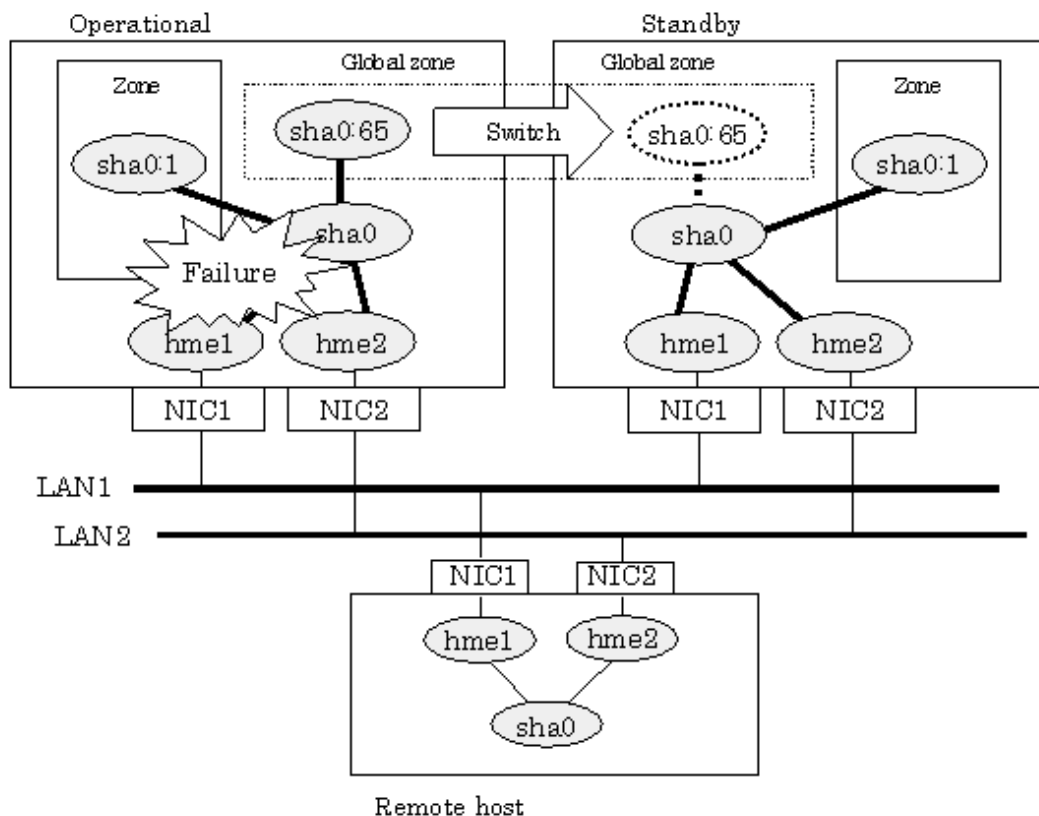 Operational
Standby
Global zone
Global zone
Zone
Zone
sha0:65
Switch
sha0:65
sha0:1
sha0:1
sha0
sha0
Failure
hme1
hme2
hme1
hme2
NIC1
NIC2
NIC1
NIC2
LAN1
LAN2
NIC1
NIC2
hme1
hme2
sha0
Remote host